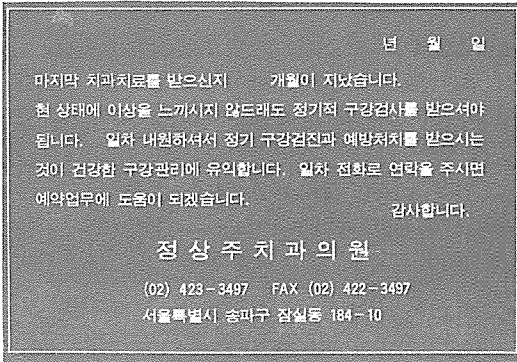 년 월 일
마지막 치과치료를 받으신지 개월이 지났습니다.
현 상태에 이상을 느끼시지 않드래도 정기적 구강검사를 받으셔야
됩니다. 일차 내원하셔서 정기 구강검진과 예방처치를 받으시는
것이 건강한 구강관리에 유익합니다. 일차 전화로 연락을 주시면
예약업무에 도움이 되겠습니다.
감사합니다.
정상주치과의원
(02) 423-3497 FAX (02) 422-3497
서울특별시 송파구 잠실동 184-10